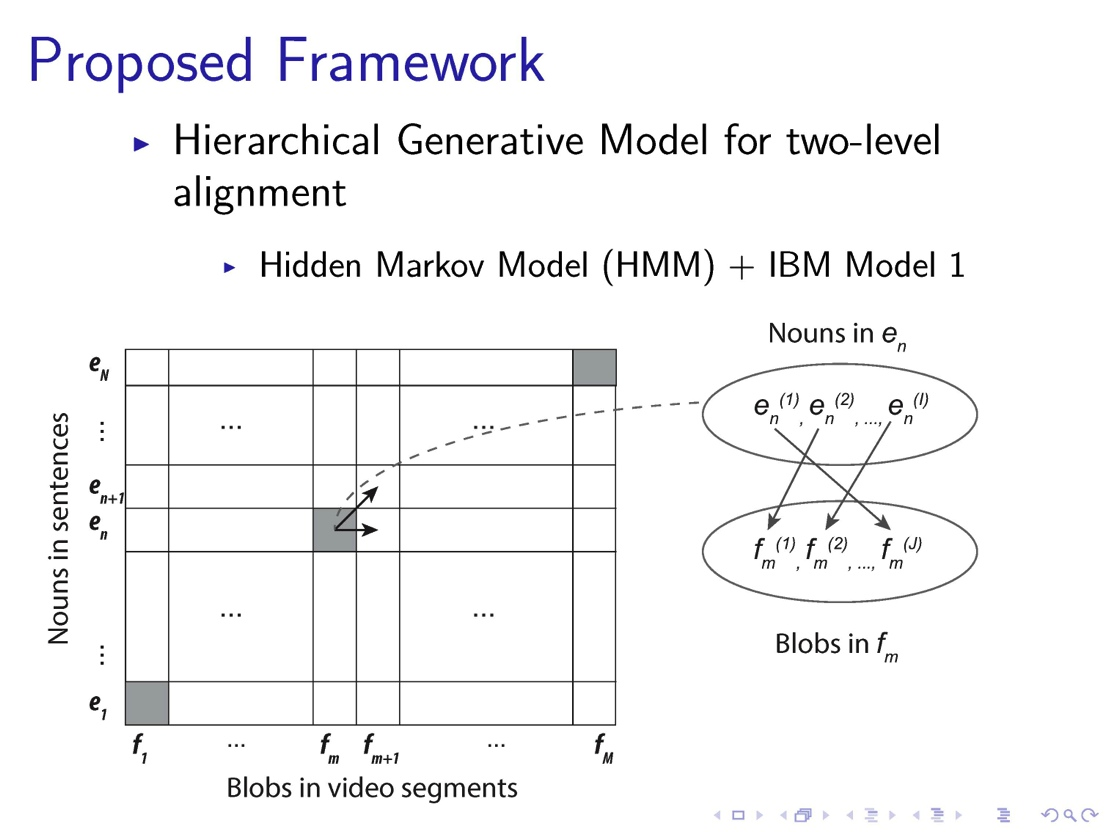 Proposed Framework
▶ Hierarchical Generative Model for two-level
alignment
▶ Hidden Markov Model (HMM) + IBM Model 1
Nouns in sentences
e_N
⋮
e_{n+1}
e_n
⋮
e_1
... ...
... ...
f_1 ... f_m f_{m+1} ... f_M
Blobs in video segments
Nouns in e_n
e_n^{(1)}, e_n^{(2)}, ..., e_n^{(I)}
f_m^{(1)}, f_m^{(2)}, ..., f_m^{(J)}
Blobs in f_m